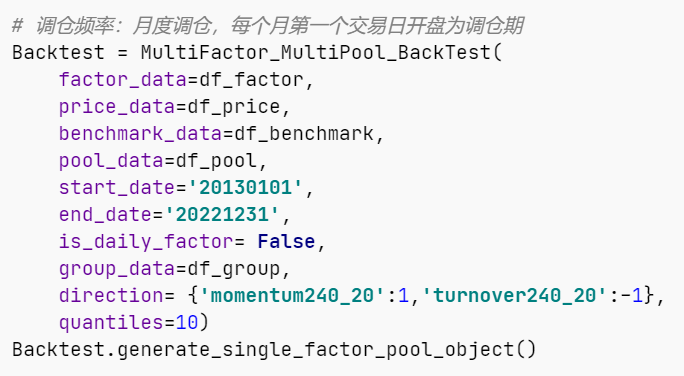 # 调仓频率：月度调仓，每个月第一个交易日开盘为调仓期
Backtest = MultiFactor_MultiPool_BackTest(
    factor_data=df_factor,
    price_data=df_price,
    benchmark_data=df_benchmark,
    pool_data=df_pool,
    start_date='20130101',
    end_date='20221231',
    is_daily_factor= False,
    group_data=df_group,
    direction= {'momentum240_20':1,'turnover240_20':-1},
    quantiles=10)
Backtest.generate_single_factor_pool_object()